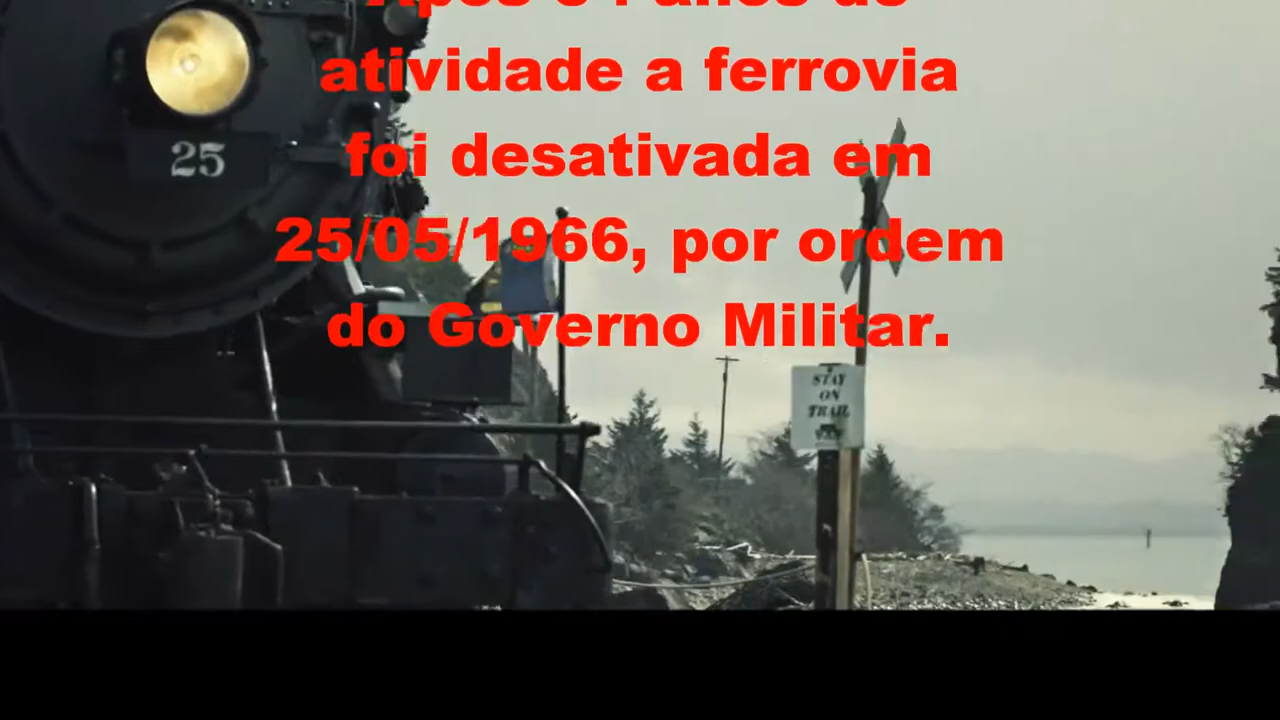 atividade a ferrovia
foi desativada em
25/05/1966, por ordem
do Governo Militar.
25
STAY
ON
TRAIL